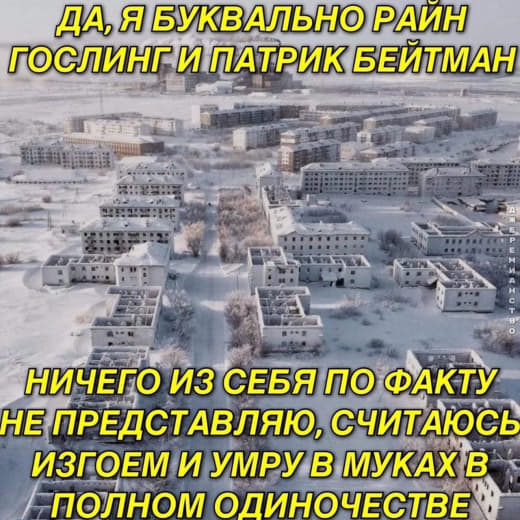 ДА, Я БУКВАЛЬНО РАЙН
ГОСЛИНГ И ПАТРИК БЕЙТМАН
ДЖЕРЕНИАНСТВО
НИЧЕГО ИЗ СЕБЯ ПО ФАКТУ
НЕ ПРЕДСТАВЛЯЮ, СЧИТАЮСЬ
ИЗГОЕМ И УМРУ В МУКАХ В
ПОЛНОМ ОДИНОЧЕСТВЕ